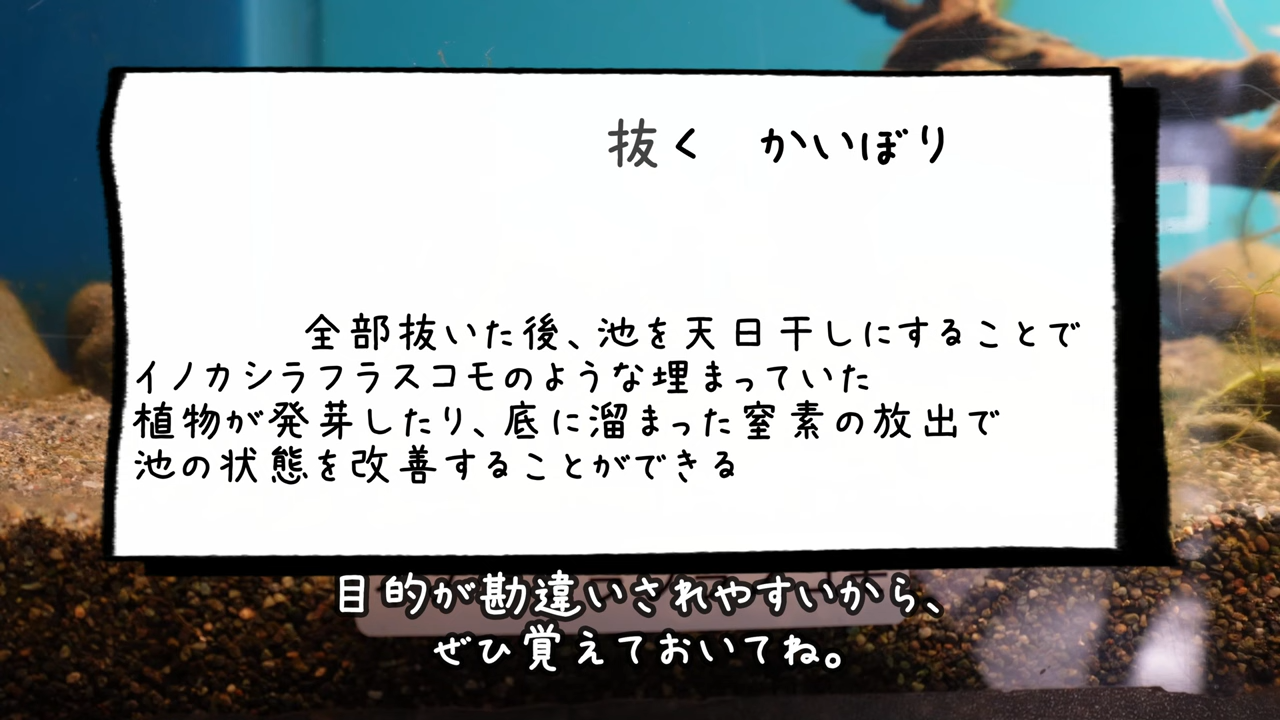 抜く　かいぼり
全部抜いた後、池を天日干しにすることで
イノカシラフラスコモのような埋まっていた
植物が発芽したり、底に溜まった窒素の放出で
池の状態を改善することができる
目的が勘違いされやすいから、
ぜひ覚えておいてね。